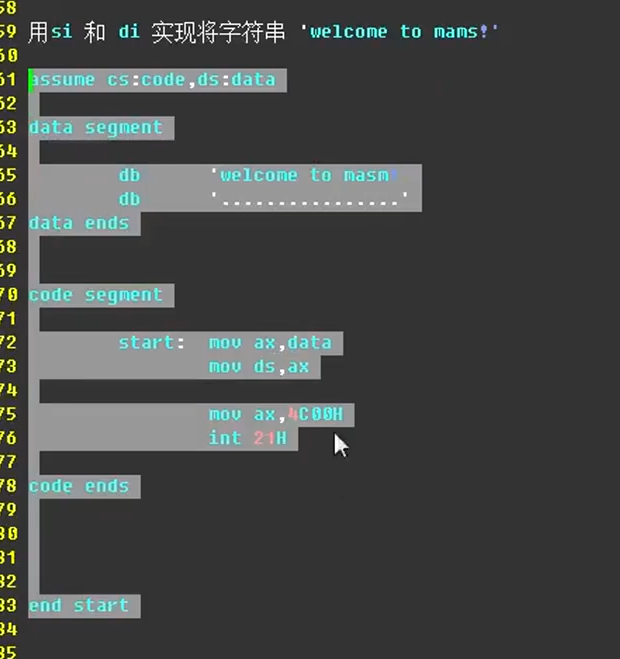 58
59 用si 和 di 实现将字符串 'welcome to mams!'
60
61 assume cs:code,ds:data
62
63 data segment
64
65 db 'welcome to masm!
66 db '................'
67 data ends
68
69
70 code segment
71
72 start: mov ax,data
73 mov ds,ax
74
75 mov ax,4C00H
76 int 21H
77
78 code ends
79
80
81
82
83 end start
84
85